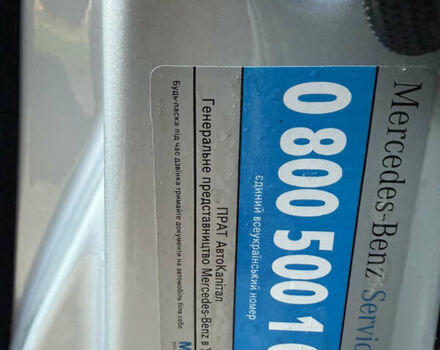 Mercedes-Benz
0 800 500 1
єдиний всеукраїнський номер
ПРАТ АвтоКапітал
Генеральне представництво Mercedes-Benz в
Будь-ласка під час дзвінка тримайте документи на автомобіль біля себе